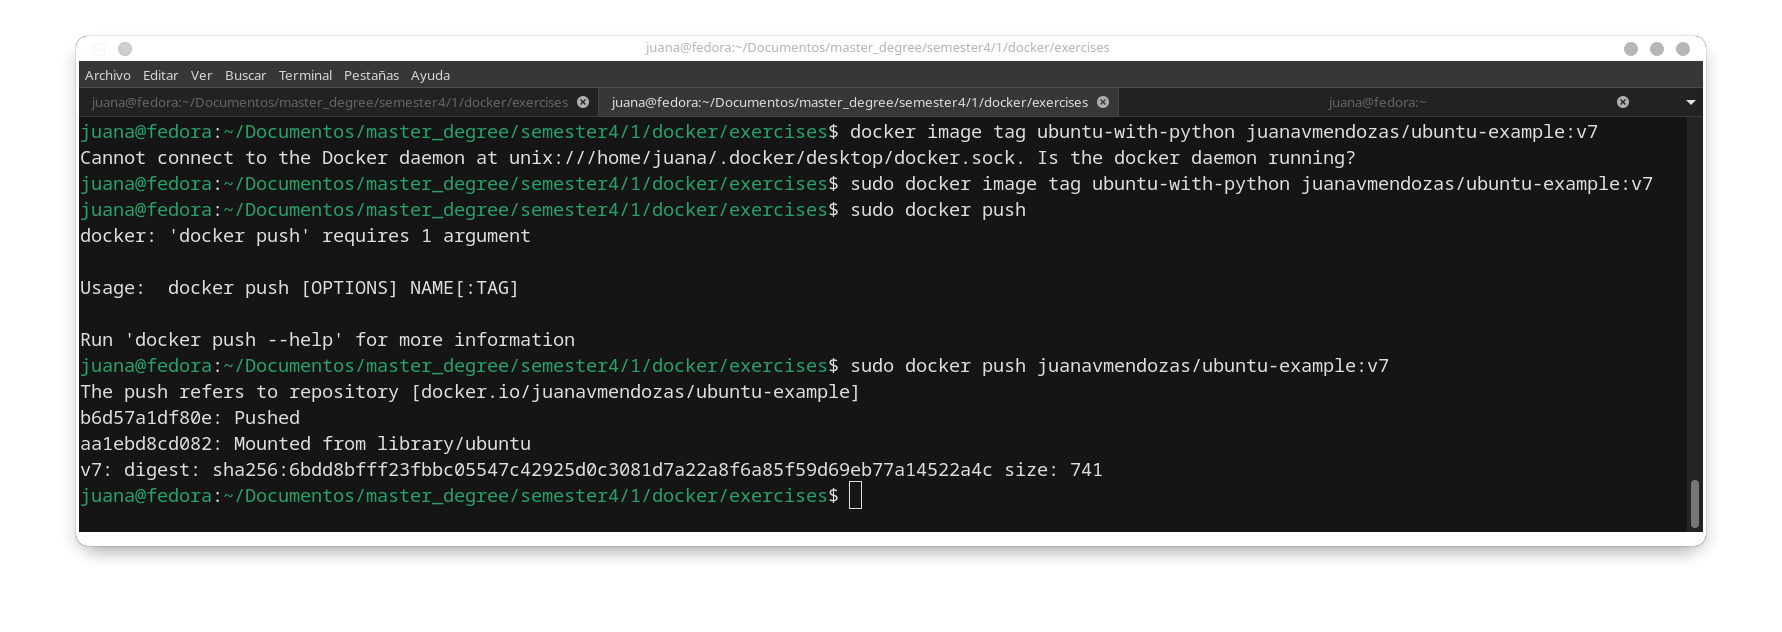 juana@fedora:~/Documentos/master_degree/semester4/1/docker/exercises
Archivo Editar Ver Buscar Terminal Pestañas Ayuda
juana@fedora:~/Documentos/master_degree/semester4/1/docker/exercises juana@fedora:~/Documentos/master_degree/semester4/1/docker/exercises juana@fedora:~
juana@fedora:~/Documentos/master_degree/semester4/1/docker/exercises$ docker image tag ubuntu-with-python juanavmendozas/ubuntu-example:v7
Cannot connect to the Docker daemon at unix:///home/juana/.docker/desktop/docker.sock. Is the docker daemon running?
juana@fedora:~/Documentos/master_degree/semester4/1/docker/exercises$ sudo docker image tag ubuntu-with-python juanavmendozas/ubuntu-example:v7
juana@fedora:~/Documentos/master_degree/semester4/1/docker/exercises$ sudo docker push
docker: 'docker push' requires 1 argument
Usage:  docker push [OPTIONS] NAME[:TAG]
Run 'docker push --help' for more information
juana@fedora:~/Documentos/master_degree/semester4/1/docker/exercises$ sudo docker push juanavmendozas/ubuntu-example:v7
The push refers to repository [docker.io/juanavmendozas/ubuntu-example]
b6d57a1df80e: Pushed
aa1ebd8cd082: Mounted from library/ubuntu
v7: digest: sha256:6bdd8bfff23fbbc05547c42925d0c3081d7a22a8f6a85f59d69eb77a14522a4c size: 741
juana@fedora:~/Documentos/master_degree/semester4/1/docker/exercises$